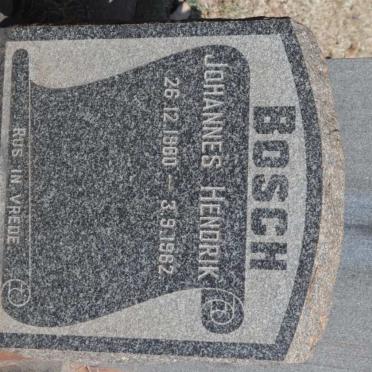 BOSCH
JOHANNES HENDRIK
26.12.1960 – 3.9.1962
RUS IN VREDE